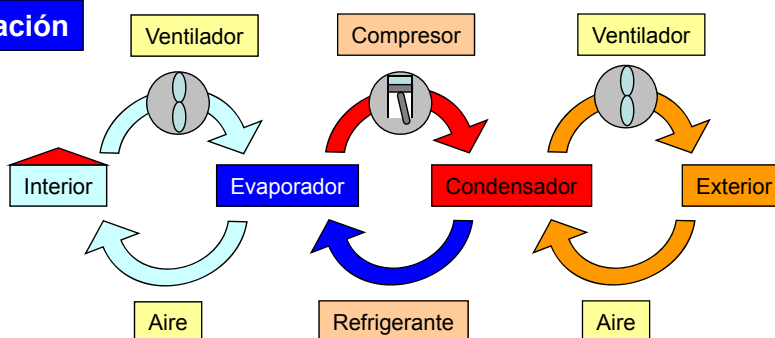 ación
Ventilador
Compresor
Ventilador
Interior
Evaporador
Condensador
Exterior
Aire
Refrigerante
Aire